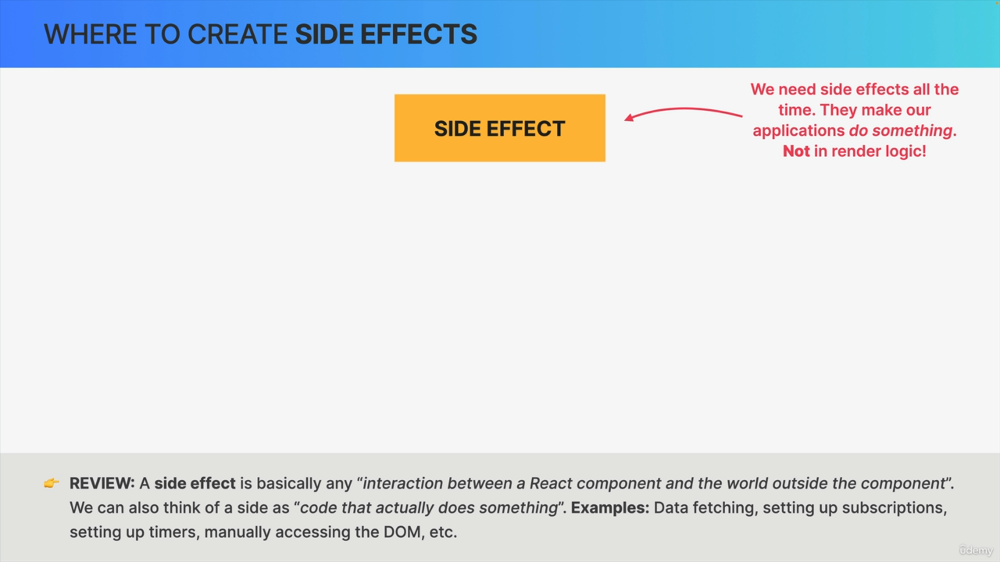 WHERE TO CREATE SIDE EFFECTS
SIDE EFFECT
We need side effects all the
time. They make our
applications do something.
Not in render logic!
👉 REVIEW: A side effect is basically any “interaction between a React component and the world outside the component”.
We can also think of a side as “code that actually does something”. Examples: Data fetching, setting up subscriptions,
setting up timers, manually accessing the DOM, etc.
ûdemy